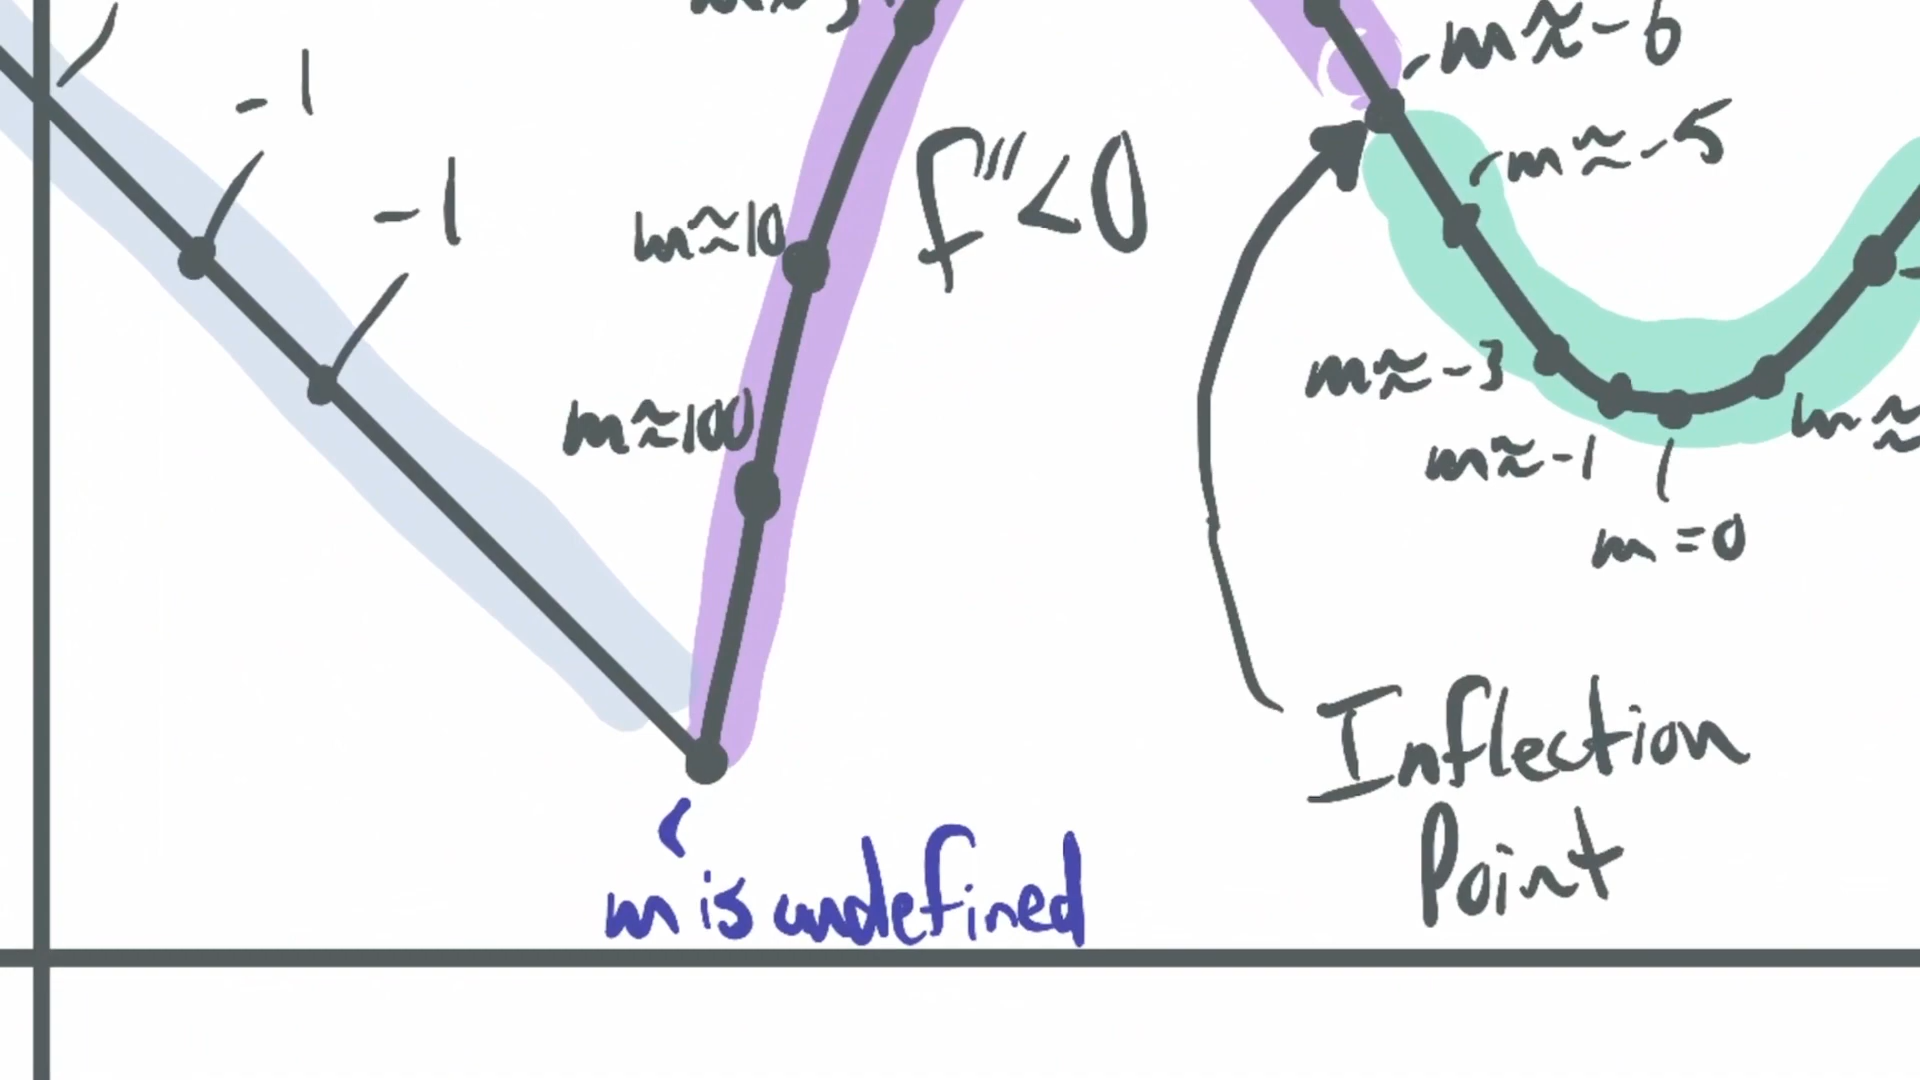 m≈-6
-1
m≈-5
-1
m≈10
f''<0
m≈-3
m≈100
m≈-1
m=0
Inflection
Point
m is undefined